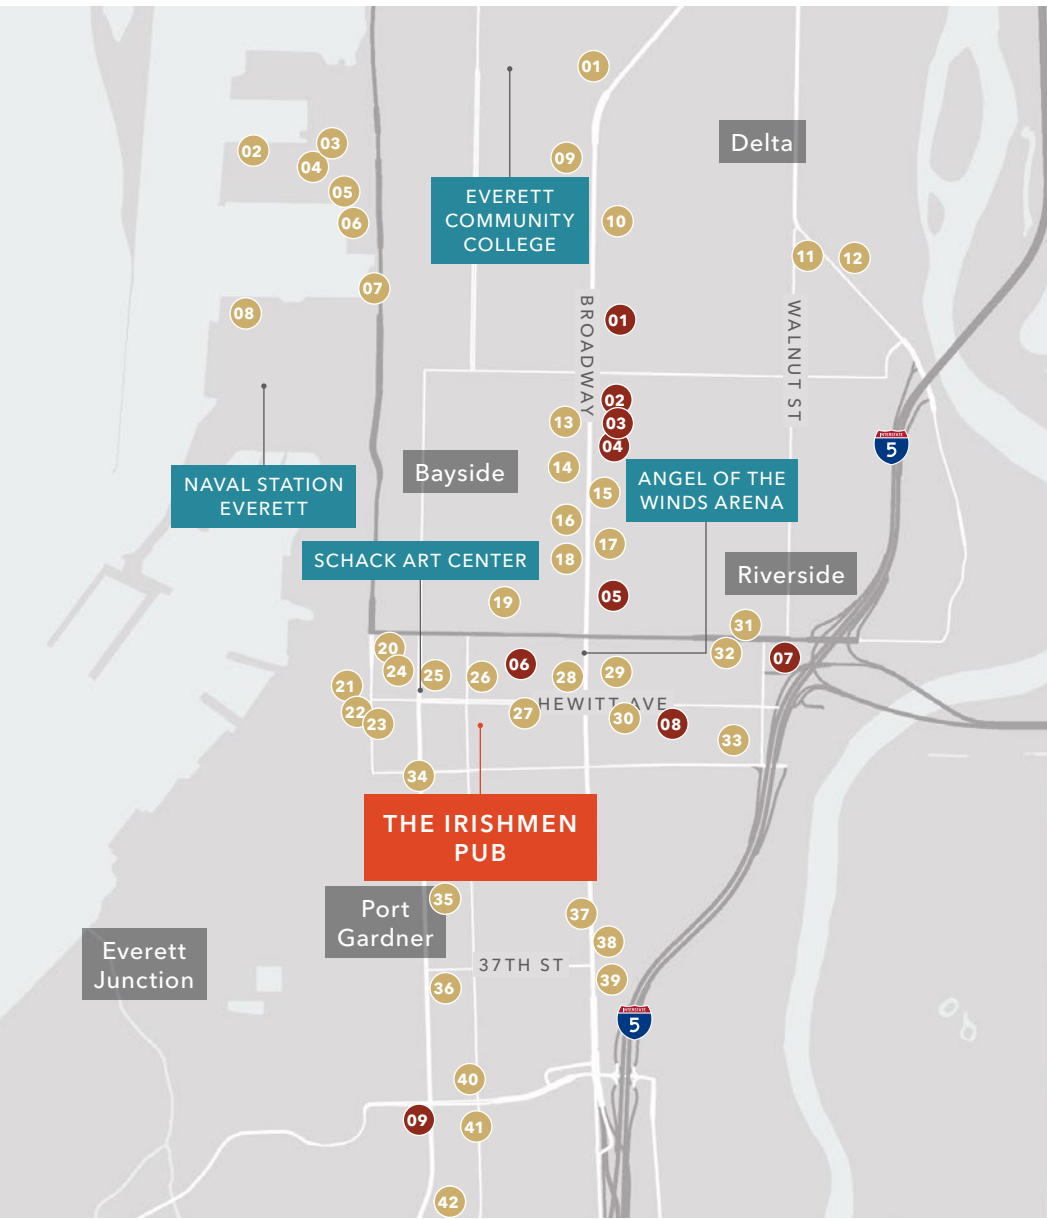 01
03
02
09
04
05
Delta
EVERETT
COMMUNITY
COLLEGE
06
10
11
12
07
08
01
BROADWAY
WALNUT ST
02
13
03
04
INTERSTATE
5
14
Bayside
NAVAL STATION
EVERETT
ANGEL OF THE
WINDS ARENA
15
16
17
SCHACK ART CENTER
18
Riverside
05
19
31
20
32
07
06
24
25
26
28
29
21
HEWITT AVE
22
23
27
30
08
33
34
THE IRISHMEN
PUB
35
Port
Gardner
37
38
Everett
Junction
37TH ST
39
36
INTERSTATE
5
40
09
41
42